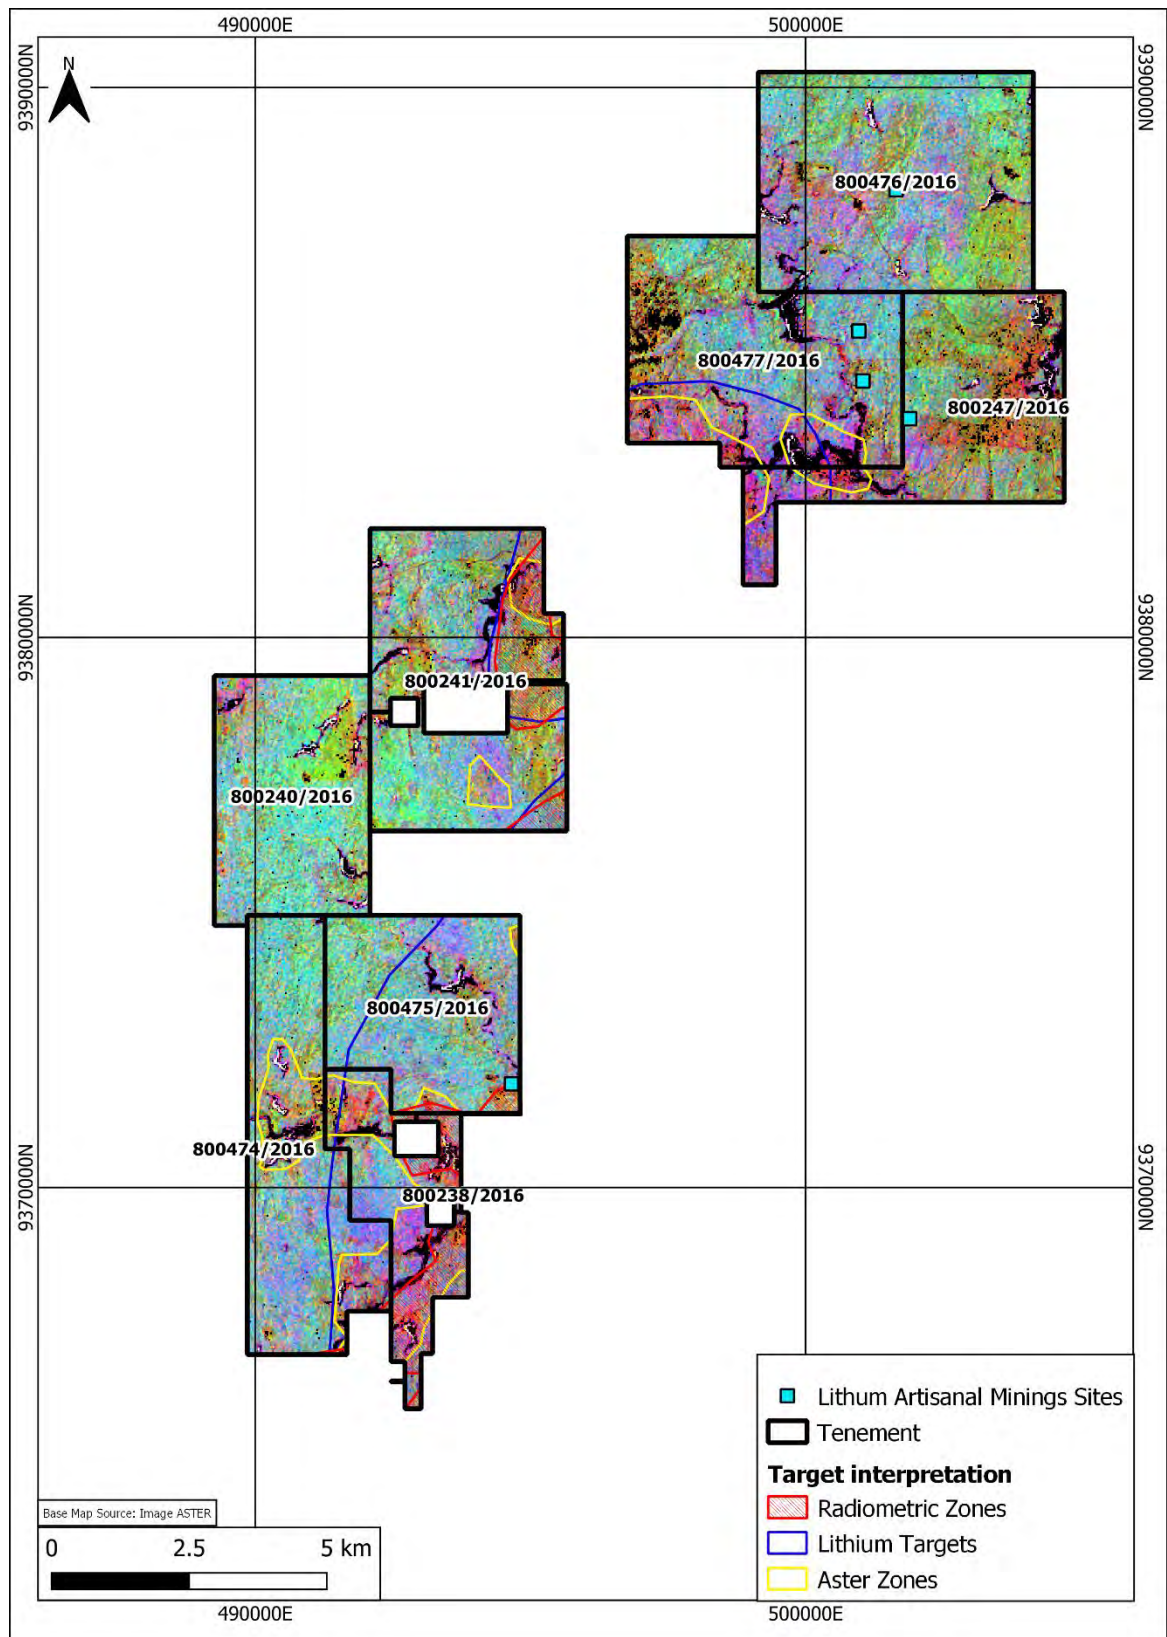 490000E
500000E
9390000N
N
9390000N
800476/2016
800477/2016
800247/2016
9380000N
9380000N
800241/2016
800240/2016
800475/2016
800474/2016
9370000N
800238/2016
9370000N
Lithum Artisanal Minings Sites
Tenement
Target interpretation
Radiometric Zones
Lithium Targets
Aster Zones
Base Map Source: Image ASTER
0 2.5 5 km
490000E
500000E